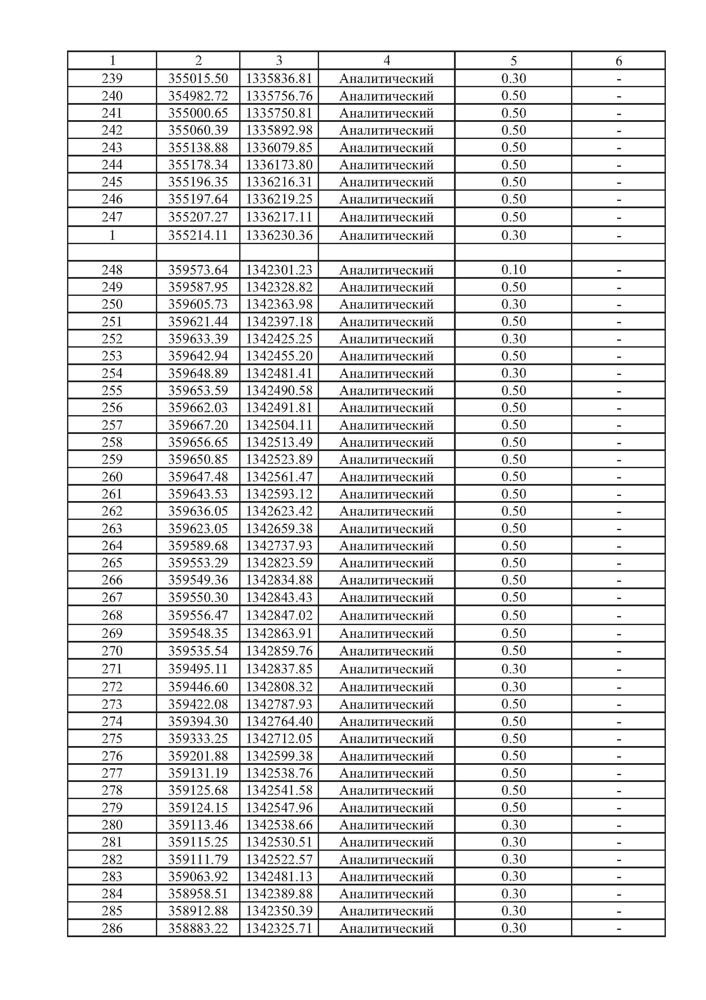 1 2 3 4 5 6
239 355015.50 1335836.81 Аналитический 0.30 -
240 354982.72 1335756.76 Аналитический 0.50 -
241 355000.65 1335750.81 Аналитический 0.50 -
242 355060.39 1335892.98 Аналитический 0.50 -
243 355138.88 1336079.85 Аналитический 0.50 -
244 355178.34 1336173.80 Аналитический 0.50 -
245 355196.35 1336216.31 Аналитический 0.50 -
246 355197.64 1336219.25 Аналитический 0.50 -
247 355207.27 1336217.11 Аналитический 0.50 -
1 355214.11 1336230.36 Аналитический 0.30 -
248 359573.64 1342301.23 Аналитический 0.10 -
249 359587.95 1342328.82 Аналитический 0.50 -
250 359605.73 1342363.98 Аналитический 0.30 -
251 359621.44 1342397.18 Аналитический 0.50 -
252 359633.39 1342425.25 Аналитический 0.30 -
253 359642.94 1342455.20 Аналитический 0.50 -
254 359648.89 1342481.41 Аналитический 0.30 -
255 359653.59 1342490.58 Аналитический 0.50 -
256 359662.03 1342491.81 Аналитический 0.50 -
257 359667.20 1342504.11 Аналитический 0.50 -
258 359656.65 1342513.49 Аналитический 0.50 -
259 359650.85 1342523.89 Аналитический 0.50 -
260 359647.48 1342561.47 Аналитический 0.50 -
261 359643.53 1342593.12 Аналитический 0.50 -
262 359636.05 1342623.42 Аналитический 0.50 -
263 359623.05 1342659.38 Аналитический 0.50 -
264 359589.68 1342737.93 Аналитический 0.50 -
265 359553.29 1342823.59 Аналитический 0.50 -
266 359549.36 1342834.88 Аналитический 0.50 -
267 359550.30 1342843.43 Аналитический 0.50 -
268 359556.47 1342847.02 Аналитический 0.50 -
269 359548.35 1342863.91 Аналитический 0.50 -
270 359535.54 1342859.76 Аналитический 0.50 -
271 359495.11 1342837.85 Аналитический 0.30 -
272 359446.60 1342808.32 Аналитический 0.30 -
273 359422.08 1342787.93 Аналитический 0.50 -
274 359394.30 1342764.40 Аналитический 0.50 -
275 359333.25 1342712.05 Аналитический 0.50 -
276 359201.88 1342599.38 Аналитический 0.50 -
277 359131.19 1342538.76 Аналитический 0.50 -
278 359125.68 1342541.58 Аналитический 0.50 -
279 359124.15 1342547.96 Аналитический 0.50 -
280 359113.46 1342538.66 Аналитический 0.30 -
281 359115.25 1342530.51 Аналитический 0.30 -
282 359111.79 1342522.57 Аналитический 0.30 -
283 359063.92 1342481.13 Аналитический 0.30 -
284 358958.51 1342389.88 Аналитический 0.30 -
285 358912.88 1342350.39 Аналитический 0.30 -
286 358883.22 1342325.71 Аналитический 0.30 -